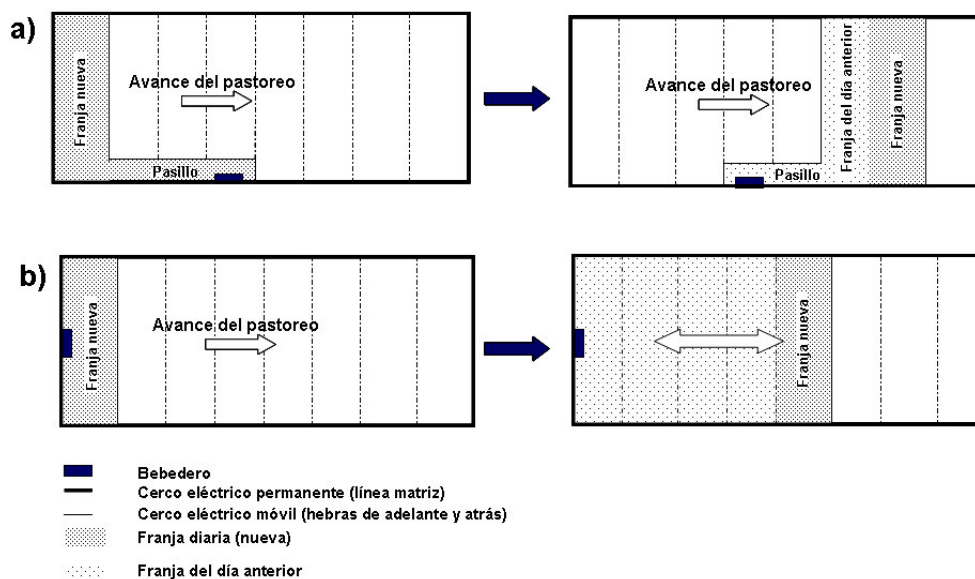 a)
Franja nueva
Avance del pastoreo
Pasillo
Avance del pastoreo
Franja del día anterior
Franja nueva
Pasillo
b)
Franja nueva
Avance del pastoreo
Franja nueva
Bebedero
Cerco eléctrico permanente (línea matriz)
Cerco eléctrico móvil (hebras de adelante y atrás)
Franja diaria (nueva)
Franja del día anterior